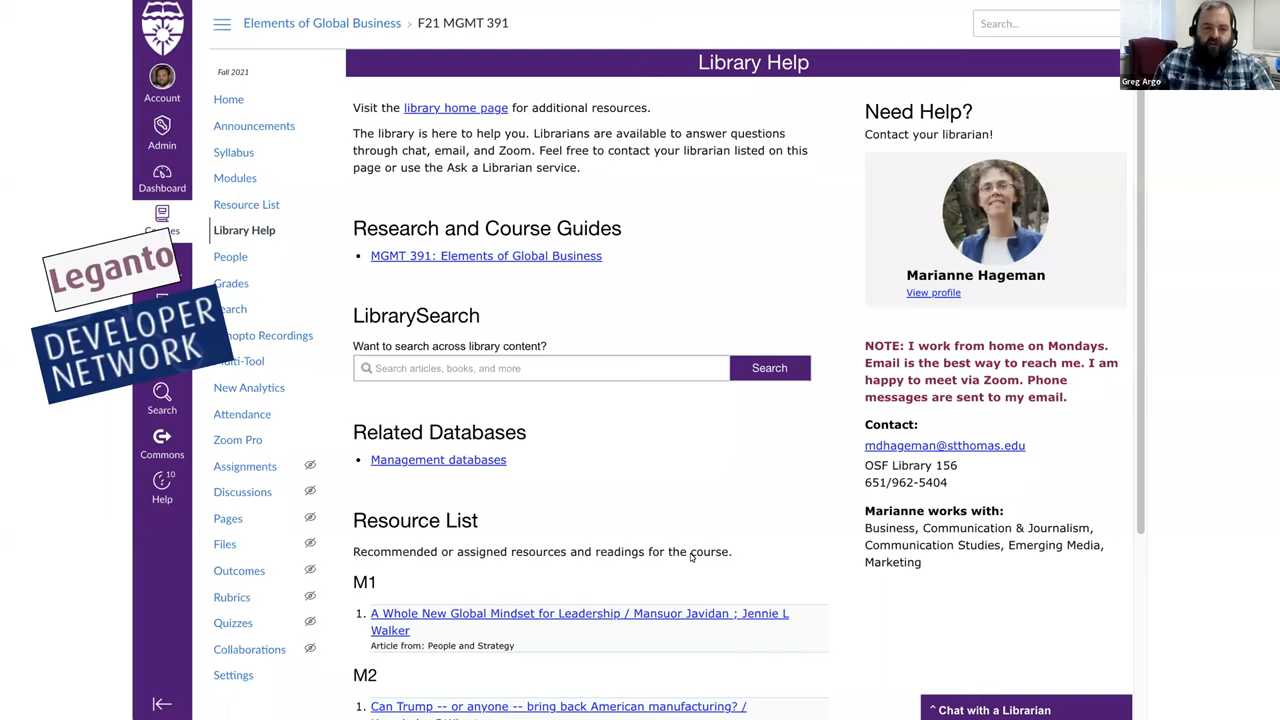 Elements of Global Business › F21 MGMT 391
Search...
Greg Argo
Account
Admin
Dashboard
Search
Commons
10
Help
Leganto
DEVELOPER
NETWORK
Fall 2021
Home
Announcements
Syllabus
Modules
Resource List
Library Help
People
Grades
New Analytics
Attendance
Zoom Pro
Assignments
Discussions
Pages
Files
Outcomes
Rubrics
Quizzes
Collaborations
Settings
Library Help
Visit the library home page for additional resources.
The library is here to help you. Librarians are available to answer questions
through chat, email, and Zoom. Feel free to contact your librarian listed on this
page or use the Ask a Librarian service.
Research and Course Guides
• MGMT 391: Elements of Global Business
LibrarySearch
Want to search across library content?
Search articles, books, and more
Search
Related Databases
• Management databases
Resource List
Recommended or assigned resources and readings for the course.
M1
1. A Whole New Global Mindset for Leadership / Mansuor Javidan ; Jennie L
Walker
Article from: People and Strategy
M2
1. Can Trump -- or anyone -- bring back American manufacturing? /
Need Help?
Contact your librarian!
Marianne Hageman
View profile
NOTE: I work from home on Mondays.
Email is the best way to reach me. I am
happy to meet via Zoom. Phone
messages are sent to my email.
Contact:
mdhageman@stthomas.edu
OSF Library 156
651/962-5404
Marianne works with:
Business, Communication & Journalism,
Communication Studies, Emerging Media,
Marketing
^ Chat with a Librarian